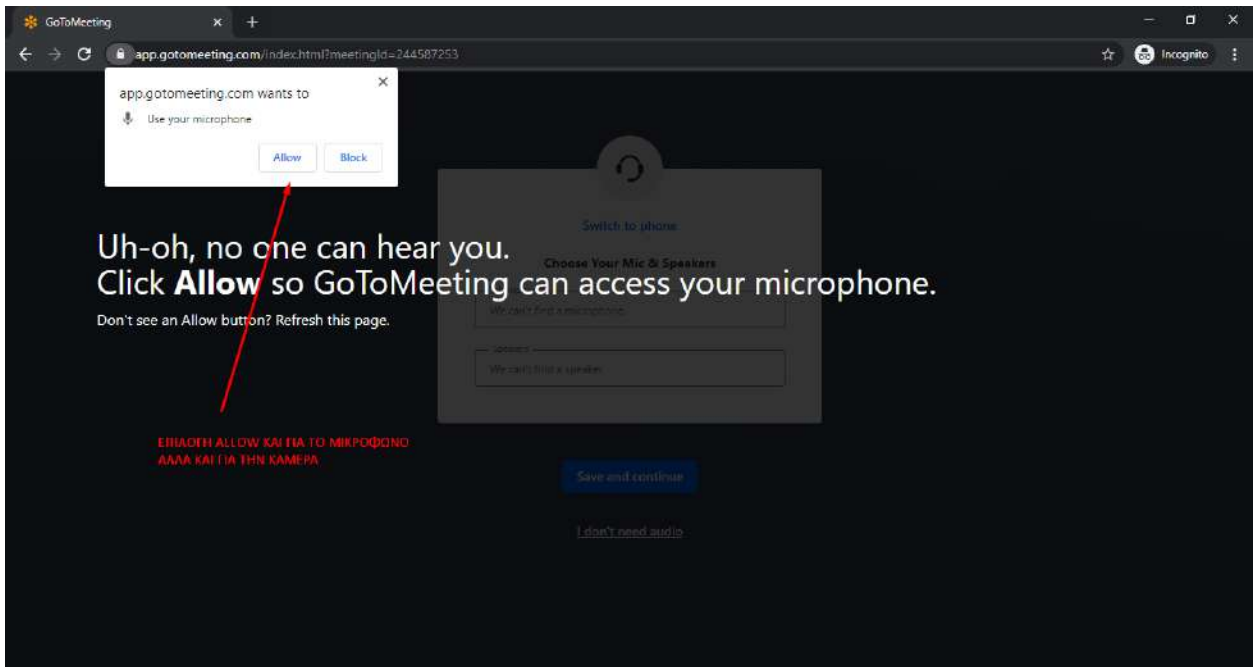 GoToMeeting
app.gotomeeting.com/index.html?meetingId=244587253
Incognito
app.gotomeeting.com wants to
Use your microphone
Allow
Block
Switch to phone
Uh-oh, no one can hear you.
Choose Your Mic & Speakers
Click Allow so GoToMeeting can access your microphone.
We can't find a microphone.
Don't see an Allow button? Refresh this page.
Speakers
We can't find a speaker
ΕΠΙΛΟΓΗ ALLOW ΚΑΙ ΓΙΑ ΤΟ ΜΙΚΡΟΦΩΝΟ
ΑΛΛΑ ΚΑΙ ΓΙΑ ΤΗΝ ΚΑΜΕΡΑ
Save and continue
I don't need audio